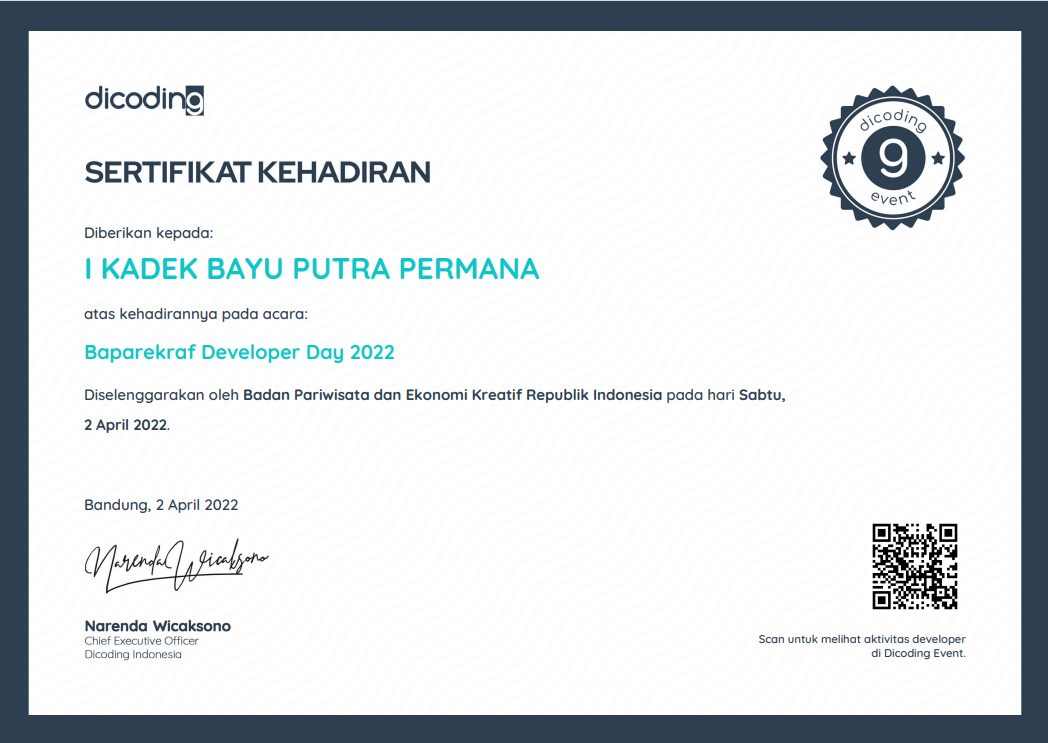 dicoding
SERTIFIKAT KEHADIRAN
dicoding
9
event
Diberikan kepada:
I KADEK BAYU PUTRA PERMANA
atas kehadirannya pada acara:
Baparekraf Developer Day 2022
Diselenggarakan oleh Badan Pariwisata dan Ekonomi Kreatif Republik Indonesia pada hari Sabtu,
2 April 2022.
Bandung, 2 April 2022
Narenda Wicaksono
Narenda Wicaksono
Chief Executive Officer
Dicoding Indonesia
Scan untuk melihat aktivitas developer
di Dicoding Event.